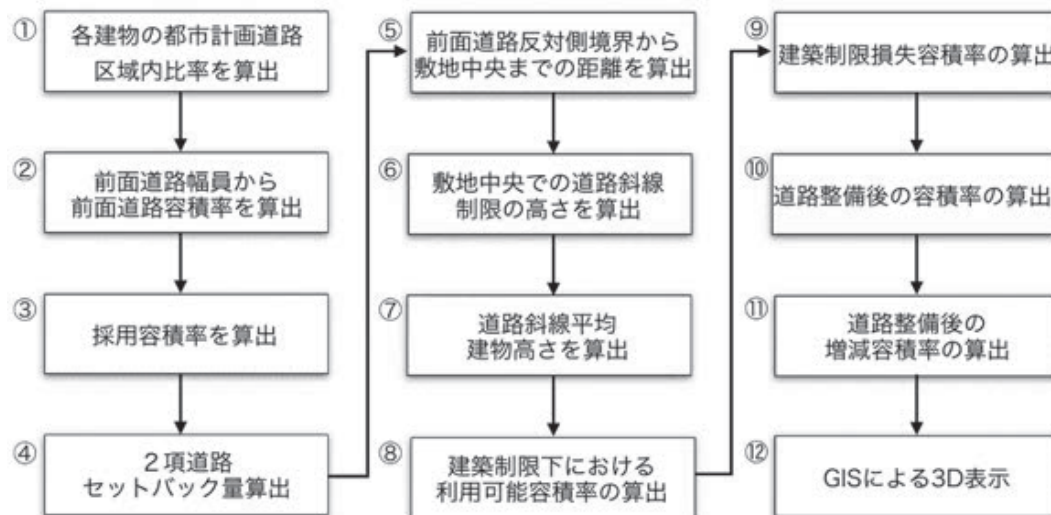 ①
各建物の都市計画道路
区域内比率を算出
②
前面道路幅員から
前面道路容積率を算出
③
採用容積率を算出
④
２項道路
セットバック量算出
⑤
前面道路反対側境界から
敷地中央までの距離を算出
⑥
敷地中央での道路斜線
制限の高さを算出
⑦
道路斜線平均
建物高さを算出
⑧
建築制限下における
利用可能容積率の算出
⑨
建築制限損失容積率の算出
⑩
道路整備後の容積率の算出
⑪
道路整備後の
増減容積率の算出
⑫
GISによる3D表示